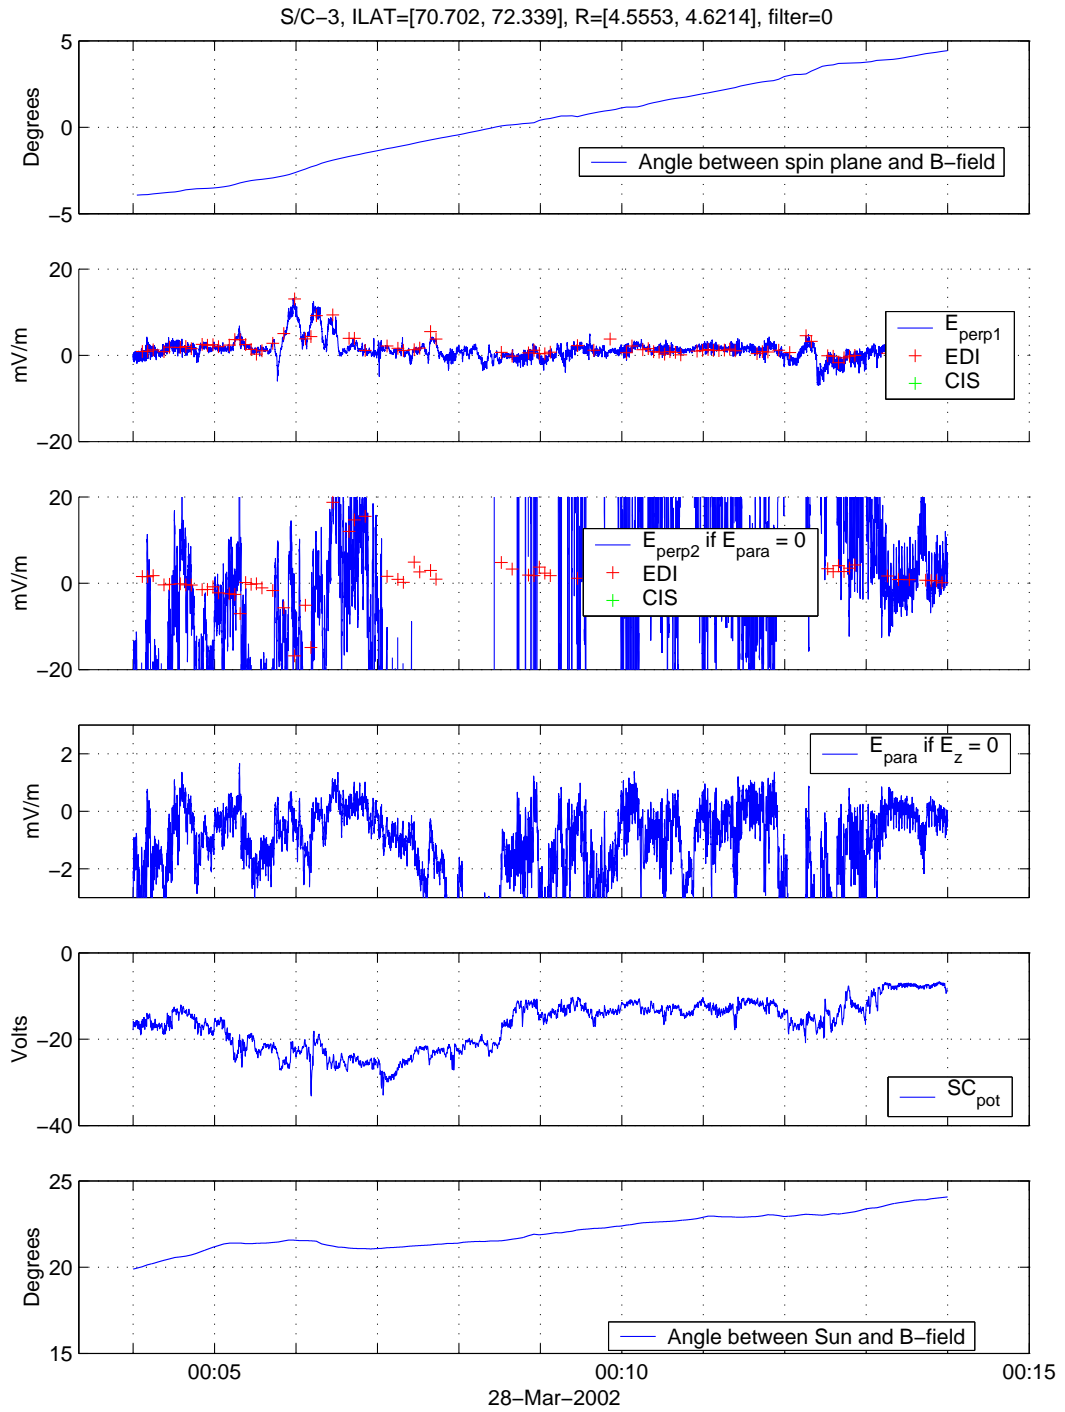 S/C−3, ILAT=[70.702, 72.339], R=[4.5553, 4.6214], filter=0
5
0
−5
Degrees
Angle between spin plane and B−field
20
0
−20
mV/m
E_perp1
EDI
CIS
20
10
0
−10
−20
mV/m
E_perp2 if E_para = 0
EDI
CIS
2
0
−2
mV/m
E_para if E_z = 0
0
−20
−40
Volts
SC_pot
25
20
15
Degrees
Angle between Sun and B−field
00:05
00:10
00:15
28−Mar−2002